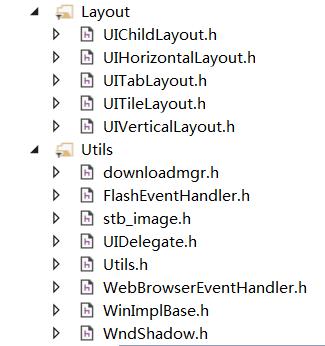 Layout
UIChildLayout.h
UIHorizontalLayout.h
UITabLayout.h
UITileLayout.h
UIVerticalLayout.h
Utils
downloadmgr.h
FlashEventHandler.h
stb_image.h
UIDelegate.h
Utils.h
WebBrowserEventHandler.h
WinImplBase.h
WndShadow.h